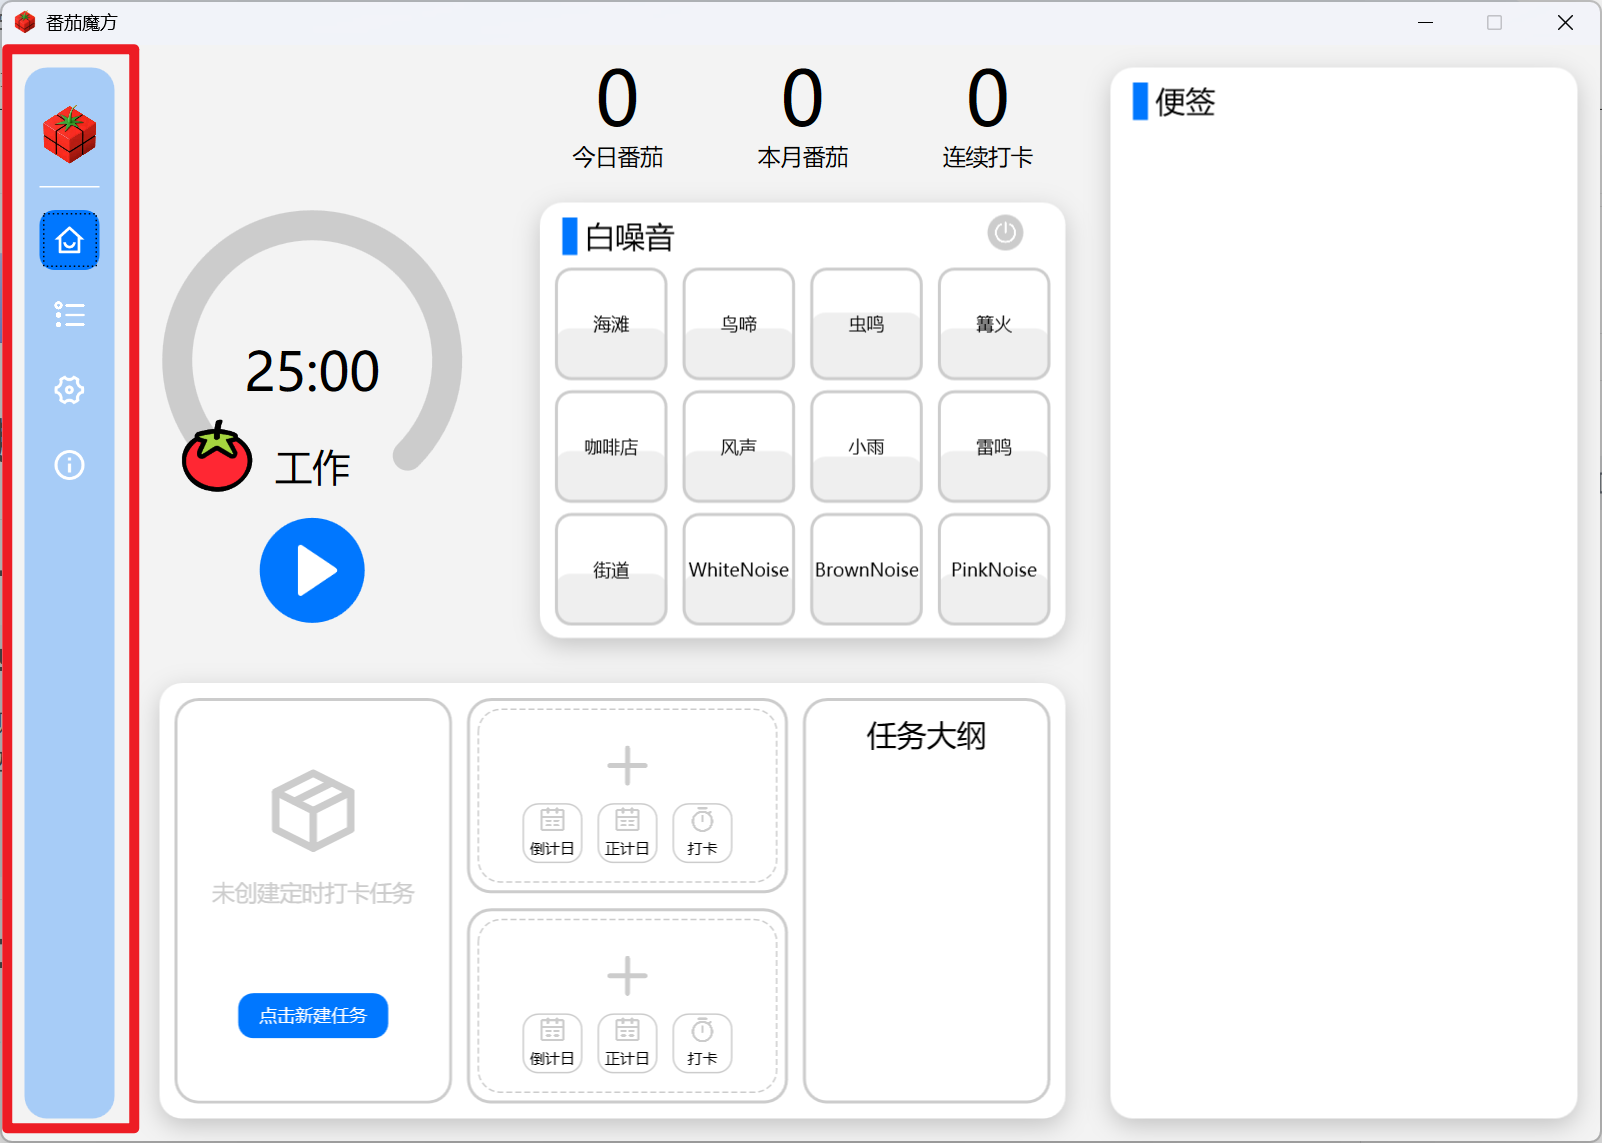 番茄魔方
0
今日番茄
0
本月番茄
0
连续打卡
25:00
工作
白噪音
海滩
鸟啼
虫鸣
篝火
咖啡店
风声
小雨
雷鸣
街道
WhiteNoise
BrownNoise
PinkNoise
未创建定时打卡任务
点击新建任务
倒计日
正计日
打卡
倒计日
正计日
打卡
任务大纲
便签